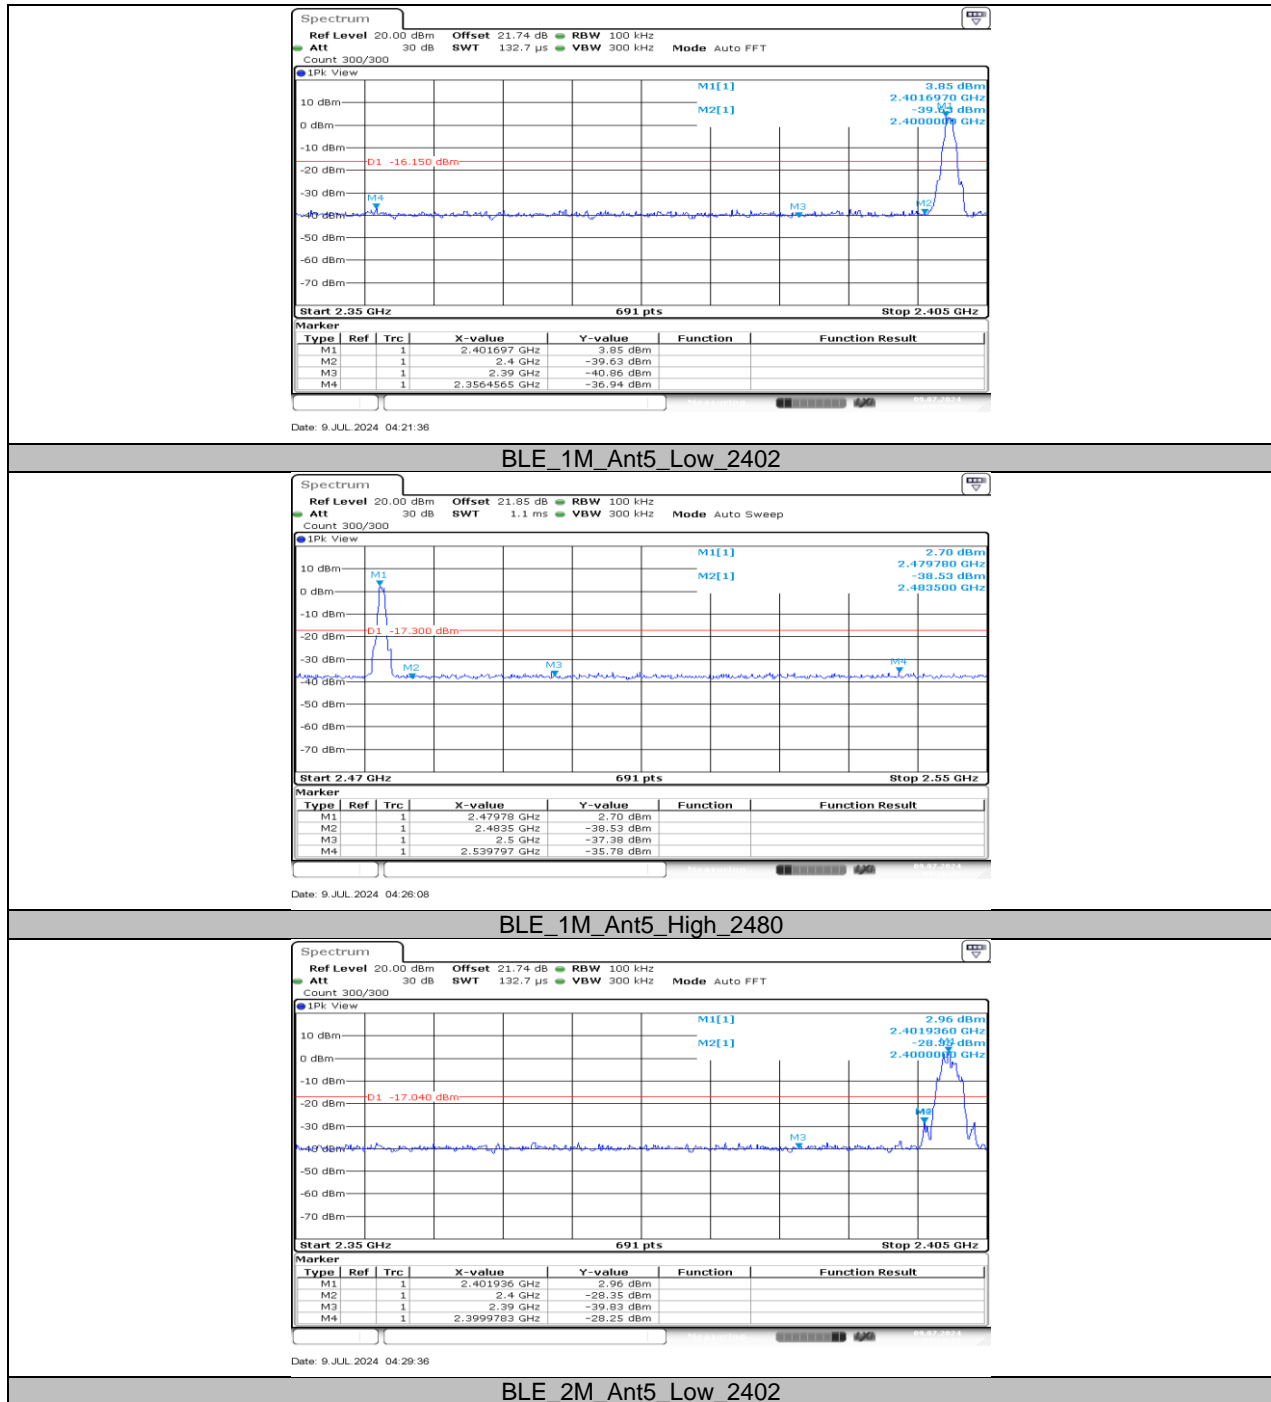 Spectrum
Ref Level 20.00 dBm Offset 21.74 dB RBW 100 kHz
Att 30 dB SWT 132.7 µs VBW 300 kHz Mode Auto FFT
Count 300/300
1Pk View
M1[1] 3.85 dBm
2.4016970 GHz
M2[1] -39.63 dBm
2.4000000 GHz
10 dBm
0 dBm
-10 dBm
D1 -16.150 dBm
-20 dBm
-30 dBm
-40 dBm
-50 dBm
-60 dBm
-70 dBm
M4 M3 M2 M1
Start 2.35 GHz 691 pts Stop 2.405 GHz
Marker
Type Ref Trc X-value Y-value Function Function Result
M1 1 2.401697 GHz 3.85 dBm
M2 1 2.4 GHz -39.63 dBm
M3 1 2.39 GHz -40.86 dBm
M4 1 2.3564565 GHz -36.94 dBm
Date: 9.JUL.2024 04:21:36
BLE_1M_Ant5_Low_2402
Spectrum
Ref Level 20.00 dBm Offset 21.85 dB RBW 100 kHz
Att 30 dB SWT 1.1 ms VBW 300 kHz Mode Auto Sweep
Count 300/300
1Pk View
M1[1] 2.70 dBm
2.479780 GHz
M2[1] -38.53 dBm
2.483500 GHz
10 dBm
0 dBm
-10 dBm
D1 -17.300 dBm
-20 dBm
-30 dBm
-40 dBm
-50 dBm
-60 dBm
-70 dBm
M1 M2 M3 M4
Start 2.47 GHz 691 pts Stop 2.55 GHz
Marker
Type Ref Trc X-value Y-value Function Function Result
M1 1 2.47978 GHz 2.70 dBm
M2 1 2.4835 GHz -38.53 dBm
M3 1 2.5 GHz -37.38 dBm
M4 1 2.539797 GHz -35.78 dBm
Date: 9.JUL.2024 04:26:08
BLE_1M_Ant5_High_2480
Spectrum
Ref Level 20.00 dBm Offset 21.74 dB RBW 100 kHz
Att 30 dB SWT 132.7 µs VBW 300 kHz Mode Auto FFT
Count 300/300
1Pk View
M1[1] 2.96 dBm
2.4019360 GHz
M2[1] -28.35 dBm
2.4000000 GHz
10 dBm
0 dBm
-10 dBm
D1 -17.040 dBm
-20 dBm
-30 dBm
-40 dBm
-50 dBm
-60 dBm
-70 dBm
M3 M1
Start 2.35 GHz 691 pts Stop 2.405 GHz
Marker
Type Ref Trc X-value Y-value Function Function Result
M1 1 2.401936 GHz 2.96 dBm
M2 1 2.4 GHz -28.35 dBm
M3 1 2.39 GHz -39.83 dBm
M4 1 2.3999783 GHz -28.25 dBm
Date: 9.JUL.2024 04:29:36
BLE_2M_Ant5_Low_2402